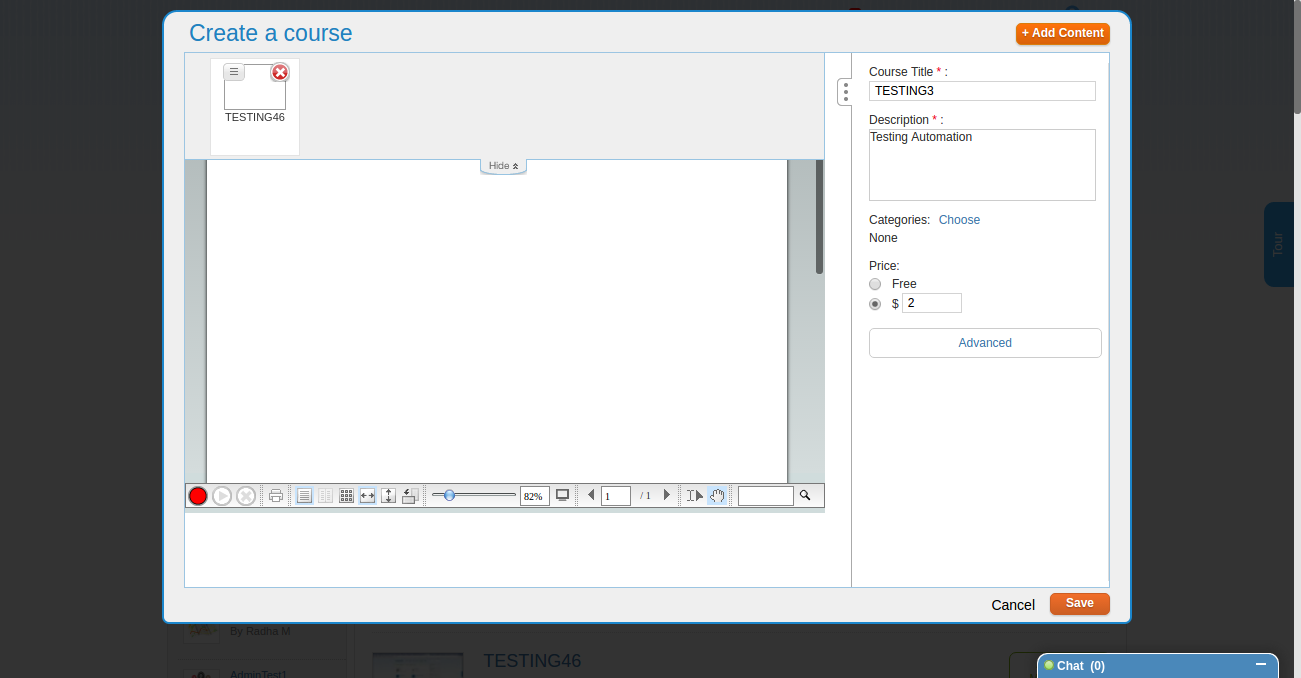 Create a course
+ Add Content
TESTING46
Hide
Course Title * :
TESTING3
Description * :
Testing Automation
Categories: Choose
None
Price:
Free
$ 2
Advanced
82%
1
/ 1
Cancel
Save
Tour
By Radha M
TESTING46
AdminTest1
Chat (0)